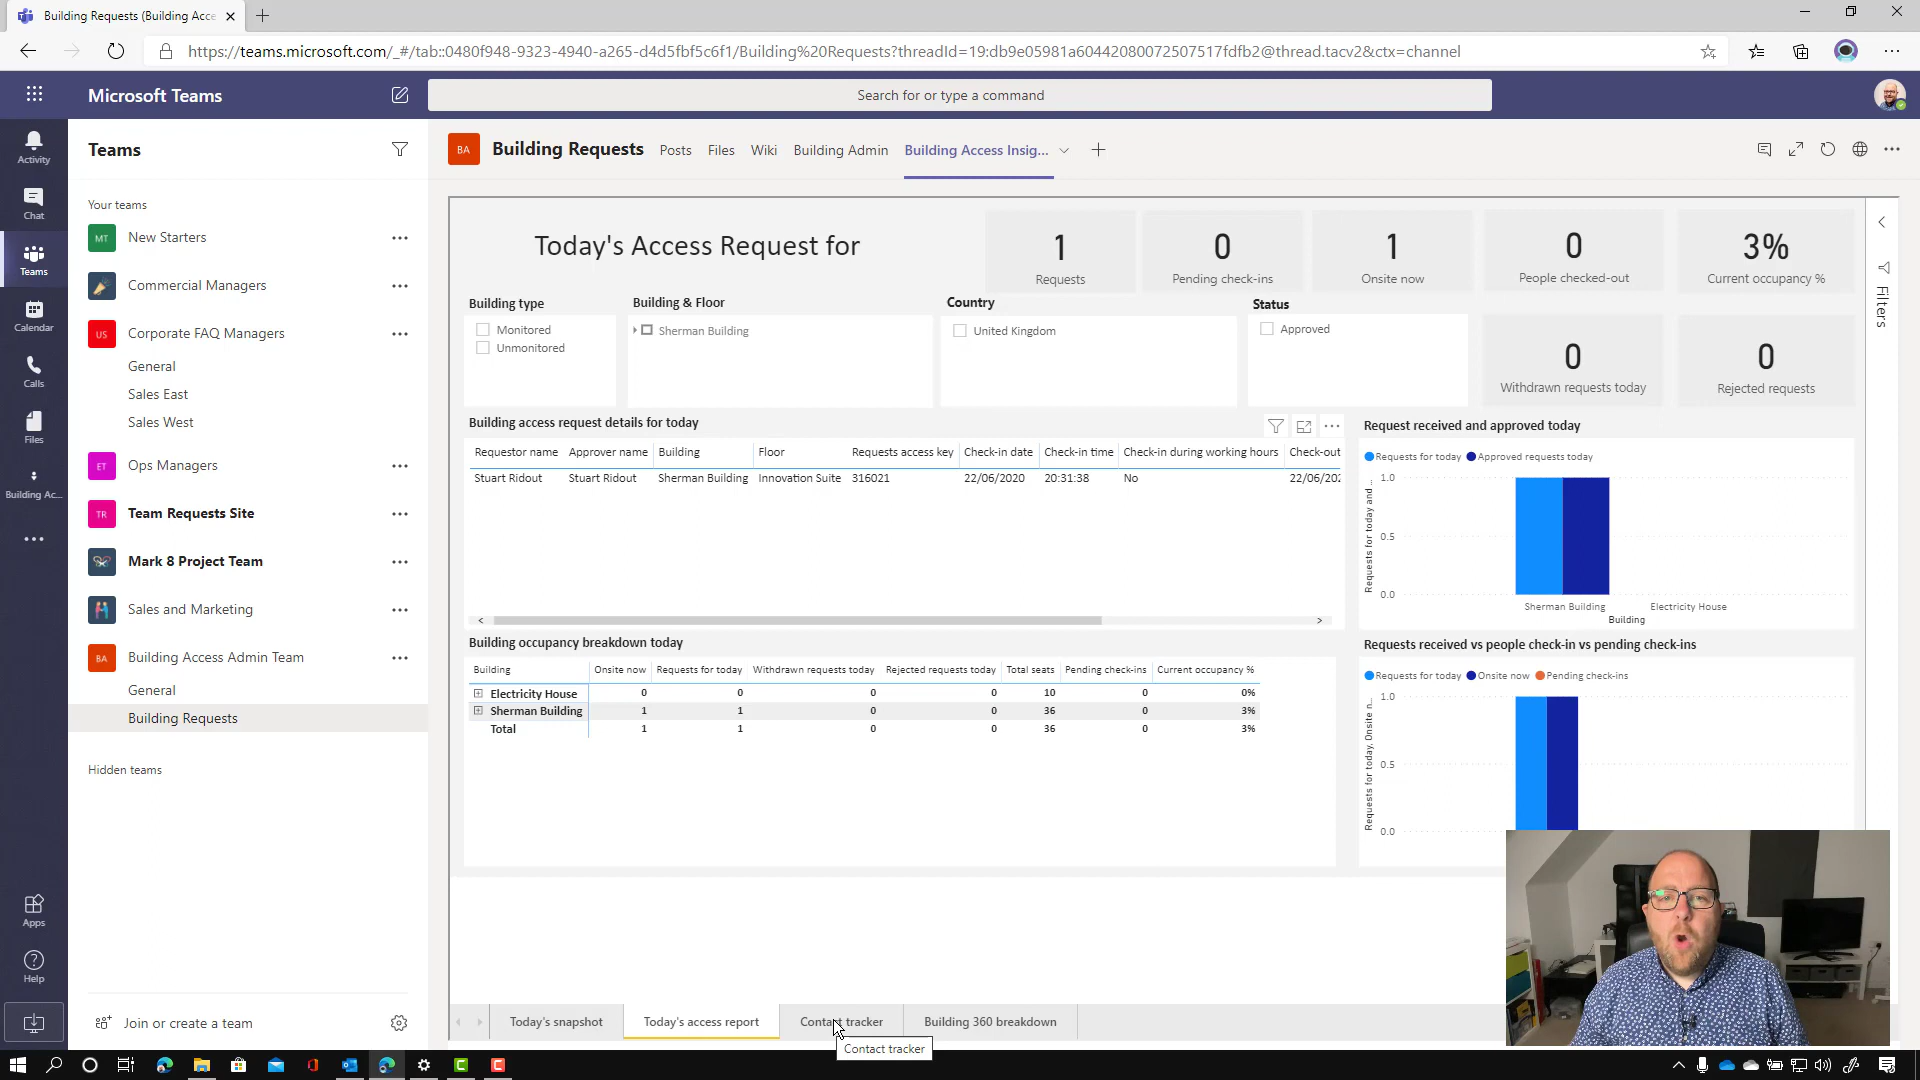 Building Requests (Building Acce
https://teams.microsoft.com/_#/tab::0480f948-9323-4940-a265-d4d5fbf5c6f1/Building%20Requests?threadId=19:db9e05981a60442080072507517fdfb2@thread.tacv2&ctx=channel
Microsoft Teams
Search for or type a command
Activity
Chat
Teams
Calendar
Calls
Files
Building Ac...
Apps
Help
Teams
Your teams
MT New Starters
Commercial Managers
US Corporate FAQ Managers
General
Sales East
Sales West
ET Ops Managers
TR Team Requests Site
Mark 8 Project Team
Sales and Marketing
BA Building Access Admin Team
General
Building Requests
Hidden teams
Join or create a team
BA Building Requests Posts Files Wiki Building Admin Building Access Insig...
Today's Access Request for
1
Requests
0
Pending check-ins
1
Onsite now
0
People checked-out
3%
Current occupancy %
Filters
Building type
Monitored
Unmonitored
Building & Floor
Sherman Building
Country
United Kingdom
Status
Approved
0
Withdrawn requests today
0
Rejected requests
Building access request details for today
Requestor name Approver name Building Floor Requests access key Check-in date Check-in time Check-in during working hours Check-out
Stuart Ridout Stuart Ridout Sherman Building Innovation Suite 316021 22/06/2020 20:31:38 No 22/06/202
Request received and approved today
Requests for today Approved requests today
Requests for today and ...
1.0
0.5
0.0
Sherman Building Electricity House
Building
Building occupancy breakdown today
Building Onsite now Requests for today Withdrawn requests today Rejected requests today Total seats Pending check-ins Current occupancy %
Electricity House 0 0 0 0 10 0 0%
Sherman Building 1 1 0 0 36 0 3%
Total 1 1 0 0 36 0 3%
Requests received vs people check-in vs pending check-ins
Requests for today Onsite now Pending check-ins
Requests for today, Onsite n...
1.0
0.5
0.0
Today's snapshot Today's access report Contact tracker Building 360 breakdown
Contact tracker